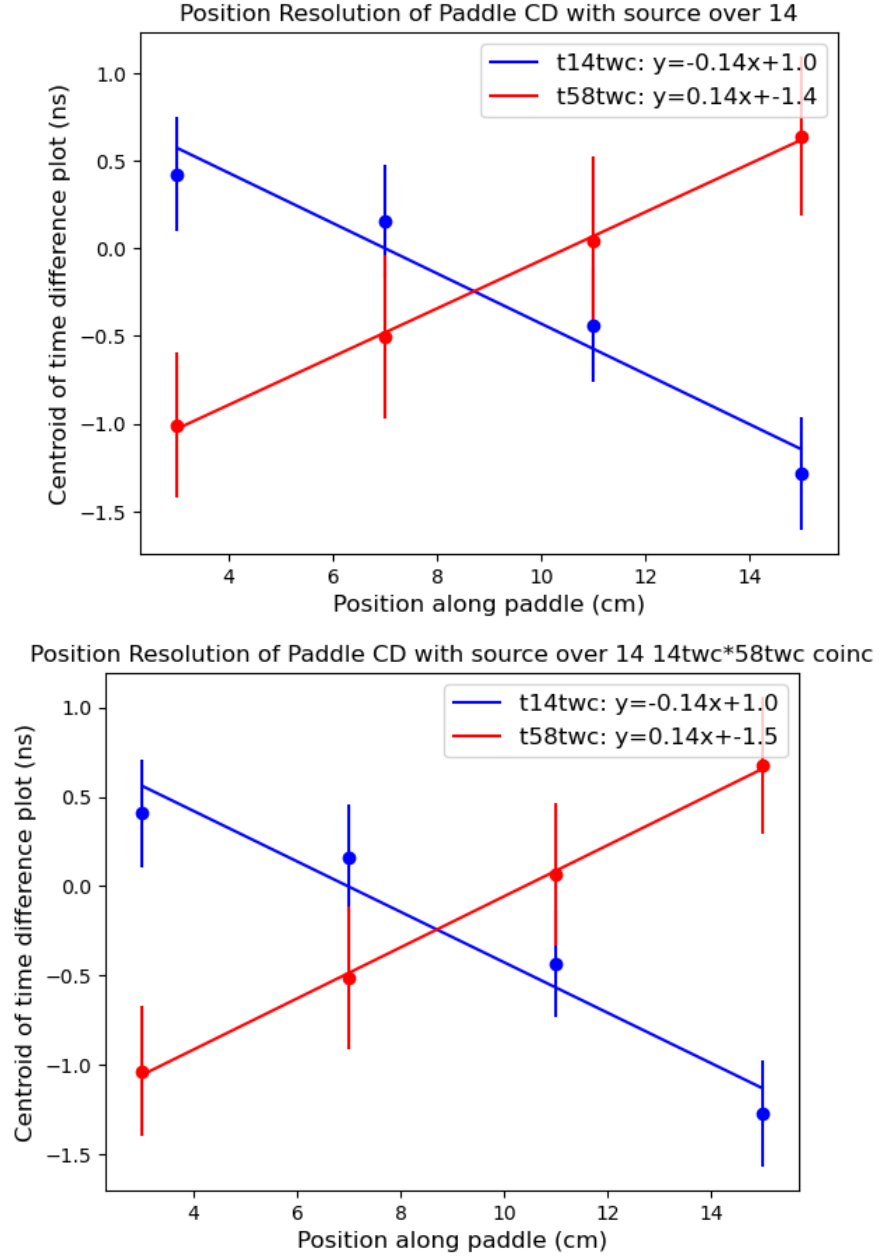 Position Resolution of Paddle CD with source over 14
t14twc: y=-0.14x+1.0
t58twc: y=0.14x+-1.4
Centroid of time difference plot (ns)
1.0
0.5
0.0
−0.5
−1.0
−1.5
4 6 8 10 12 14
Position along paddle (cm)
Position Resolution of Paddle CD with source over 14 14twc*58twc coinc
t14twc: y=-0.14x+1.0
t58twc: y=0.14x+-1.5
Centroid of time difference plot (ns)
1.0
0.5
0.0
−0.5
−1.0
−1.5
4 6 8 10 12 14
Position along paddle (cm)